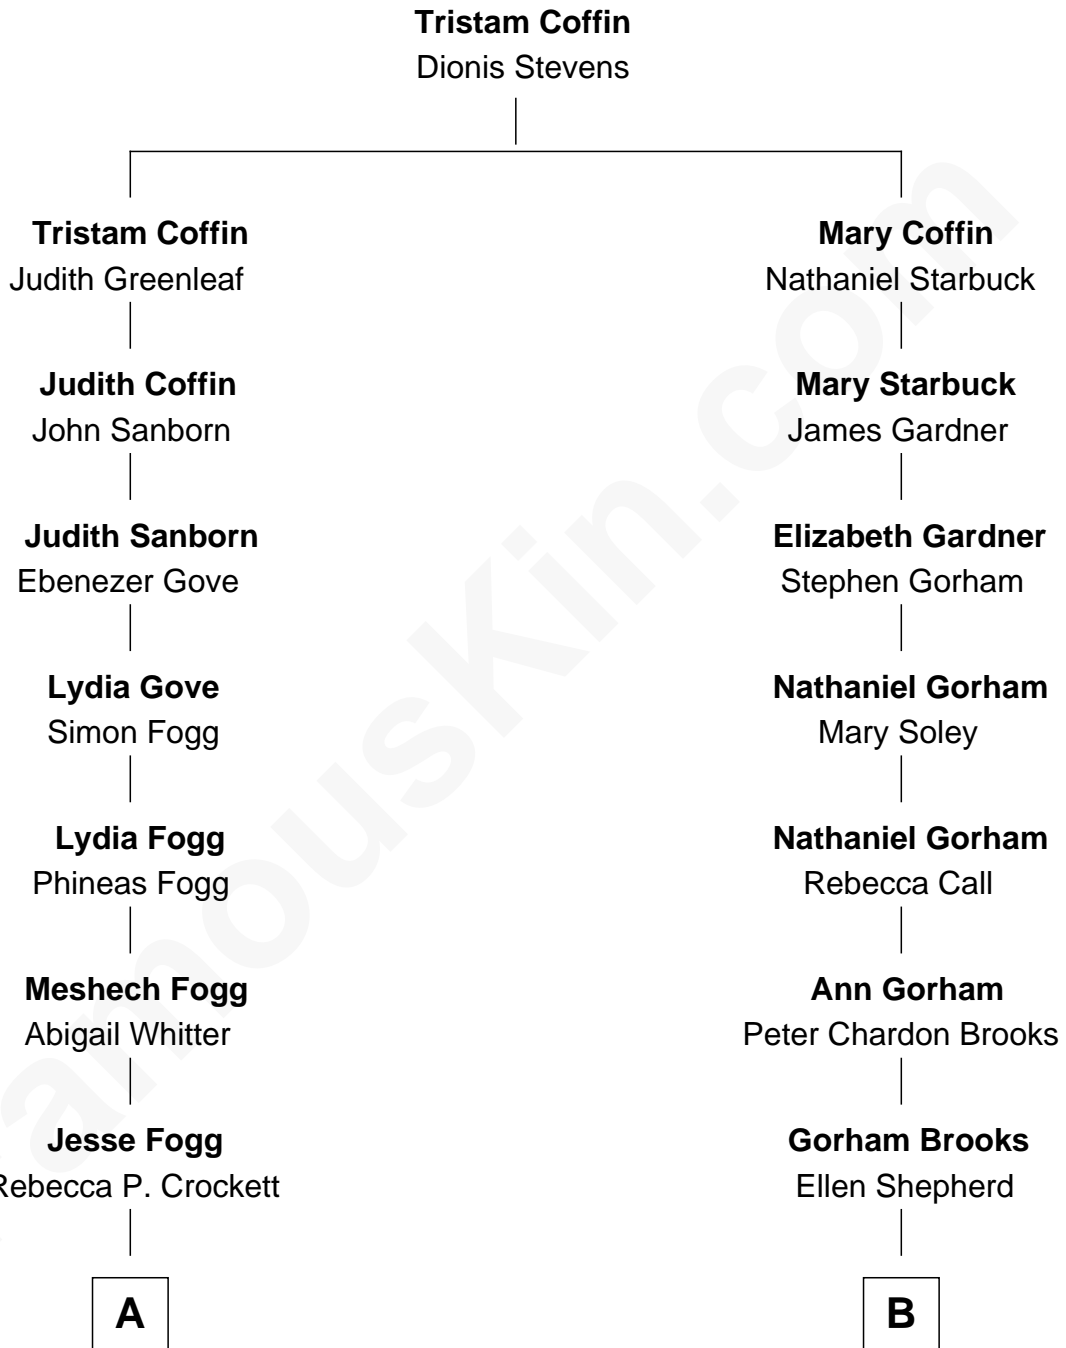 Tristam Coffin
Dionis Stevens
Tristam Coffin
Judith Greenleaf
Mary Coffin
Nathaniel Starbuck
Judith Coffin
John Sanborn
Mary Starbuck
James Gardner
Judith Sanborn
Ebenezer Gove
Elizabeth Gardner
Stephen Gorham
Lydia Gove
Simon Fogg
Nathaniel Gorham
Mary Soley
Lydia Fogg
Phineas Fogg
Nathaniel Gorham
Rebecca Call
Meshech Fogg
Abigail Whitter
Ann Gorham
Peter Chardon Brooks
Jesse Fogg
Rebecca P. Crockett
Gorham Brooks
Ellen Shepherd
A
B
amouskin.com